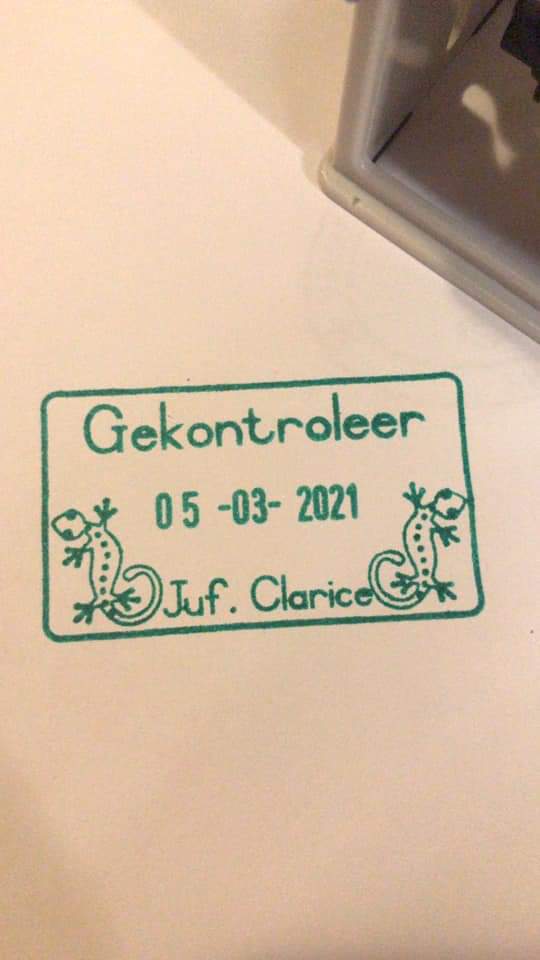 Gekontroleer
05 -03- 2021
Juf. Clarice